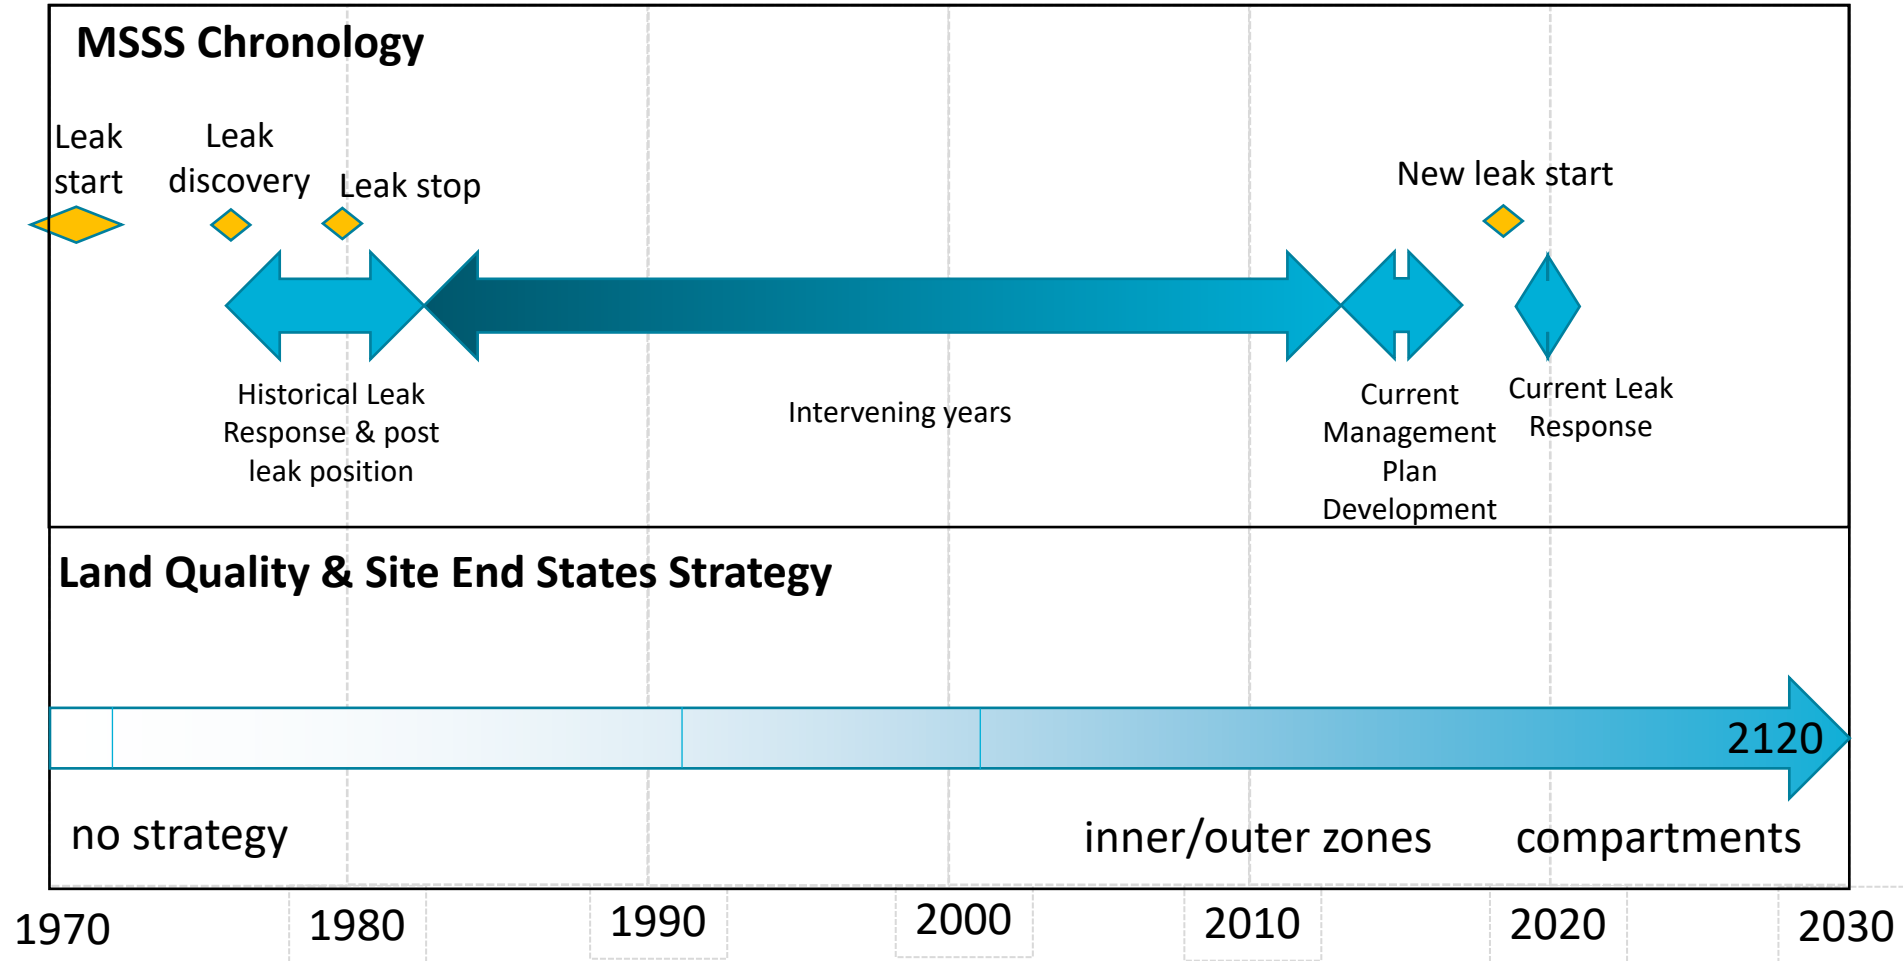 MSSS Chronology
Leak
start
Leak
discovery
Leak stop
New leak start
Historical Leak
Response & post
leak position
Intervening years
Current
Management
Plan
Development
Current Leak
Response
Land Quality & Site End States Strategy
2120
no strategy
inner/outer zones
compartments
1970
1980
1990
2000
2010
2020
2030